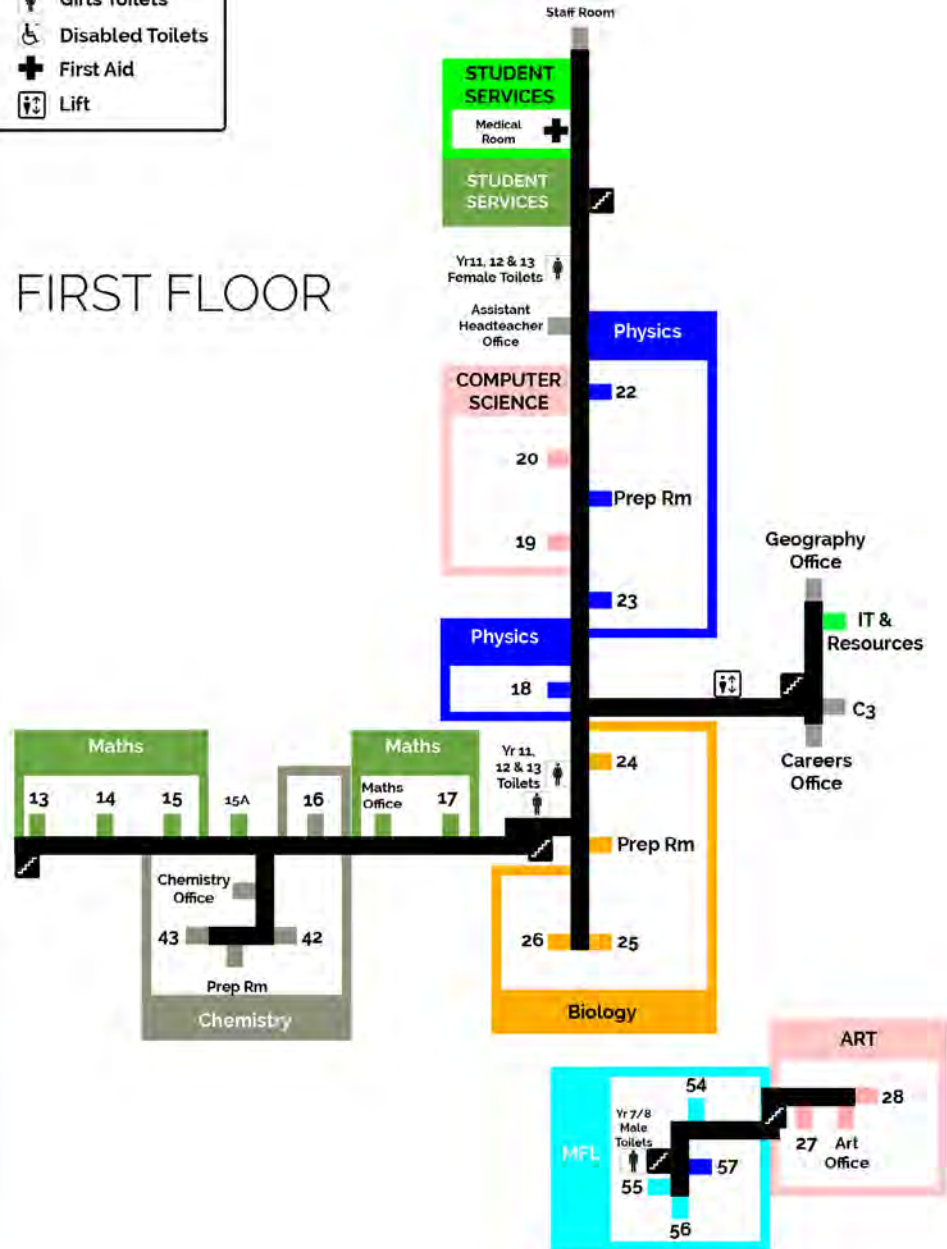 Girls Toilets
Disabled Toilets
First Aid
Lift
FIRST FLOOR
Staff Room
STUDENT
SERVICES
Medical
Room
STUDENT
SERVICES
Yr11, 12 & 13
Female Toilets
Assistant
Headteacher
Office
Physics
22
COMPUTER
SCIENCE
20
Prep Rm
19
23
Geography
Office
IT &
Resources
Physics
18
C3
Careers
Office
Maths
13
14
15
15A
16
Maths
Maths
Office
17
Yr 11,
12 & 13
Toilets
24
Prep Rm
Chemistry
Office
43
42
Prep Rm
Chemistry
26
25
Biology
ART
28
27
Art
Office
MFL
54
Yr 7/8
Male
Toilets
57
55
56